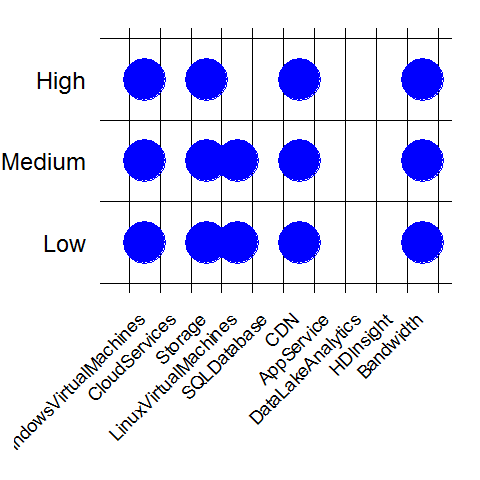 High
Medium
Low
ndowsVirtualMachines
CloudServices
Storage
LinuxVirtualMachines
SQLDatabase
CDN
AppService
DataLakeAnalytics
HDInsight
Bandwidth